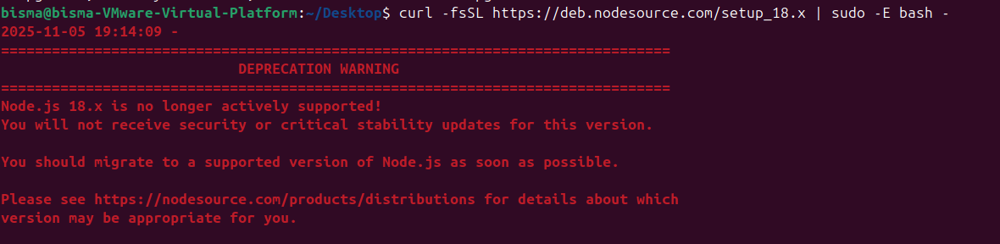 bisma@bisma-VMware-Virtual-Platform:~/Desktop$ curl -fsSL https://deb.nodesource.com/setup_18.x | sudo -E bash -
2025-11-05 19:14:09 -
===============================================================================
DEPRECATION WARNING
===============================================================================
Node.js 18.x is no longer actively supported!
You will not receive security or critical stability updates for this version.
You should migrate to a supported version of Node.js as soon as possible.
Please see https://nodesource.com/products/distributions for details about which
version may be appropriate for you.